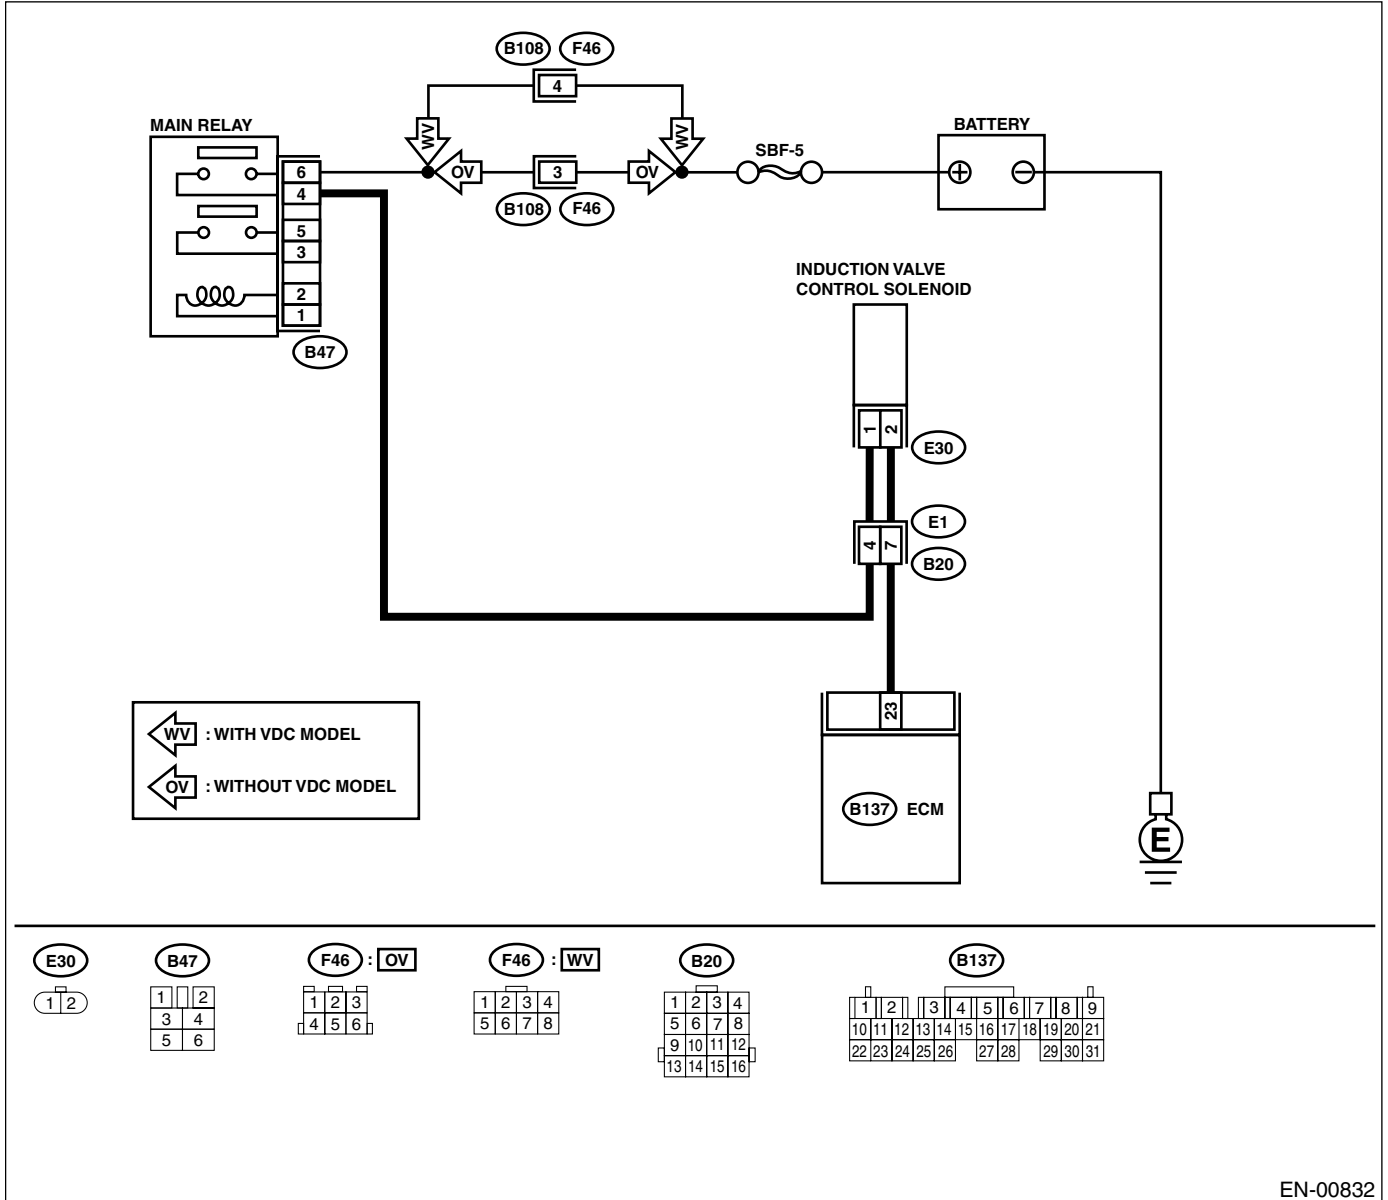 B108 F46
4
MAIN RELAY
BATTERY
SBF-5
WV WV
OV 3 OV
B108 F46
6
4
5
3
2
1
B47
+ −
INDUCTION VALVE
CONTROL SOLENOID
1 2
E30
E1
4 7
B20
23
B137 ECM
E
WV : WITH VDC MODEL
OV : WITHOUT VDC MODEL
E30
1 2
B47
1 2
3 4
5 6
F46 : OV
1 2 3
4 5 6
F46 : WV
1 2 3 4
5 6 7 8
B20
1 2 3 4
5 6 7 8
9 10 11 12
13 14 15 16
B137
1 2 3 4 5 6 7 8 9
10 11 12 13 14 15 16 17 18 19 20 21
22 23 24 25 26 27 28 29 30 31
EN-00832